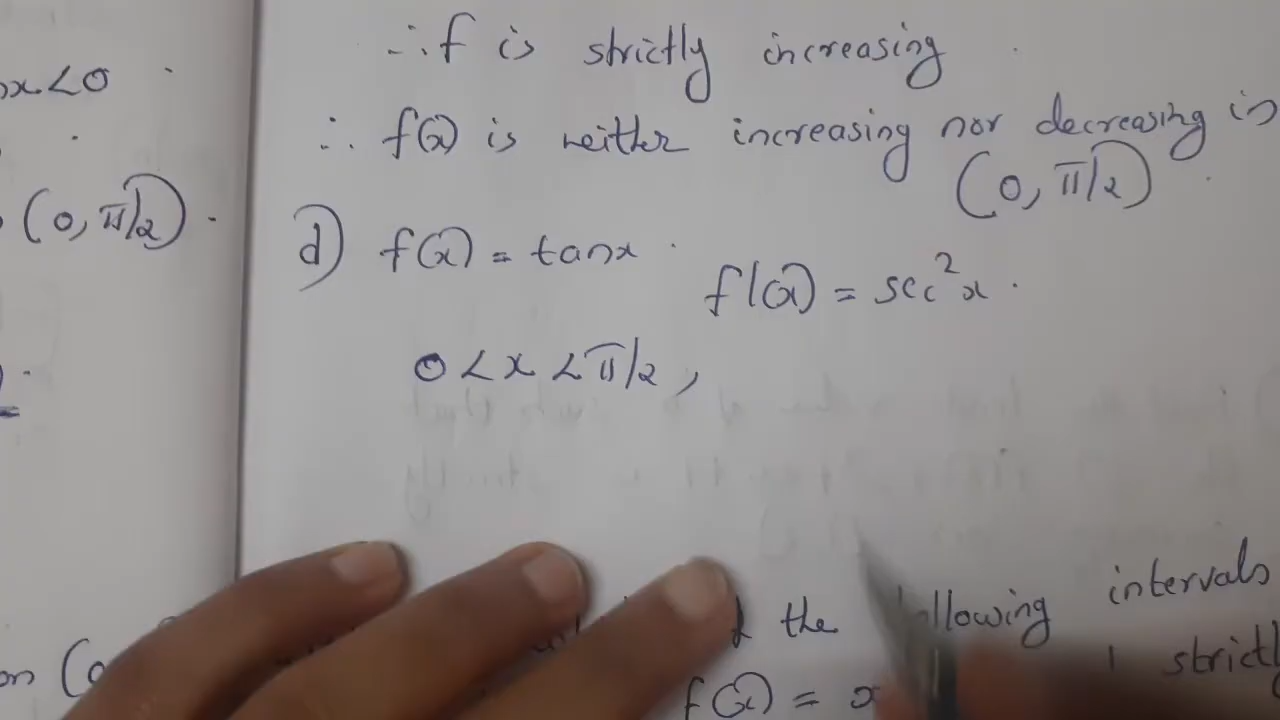 x<0
(0, π/2).
∴ f is strictly increasing
∴ f(x) is neither increasing nor decreasing in
(0, π/2)
d) f(x) = tanx. f'(x) = sec²x.
0 < x < π/2,
the following intervals
on (0 strictly
f(x) = x